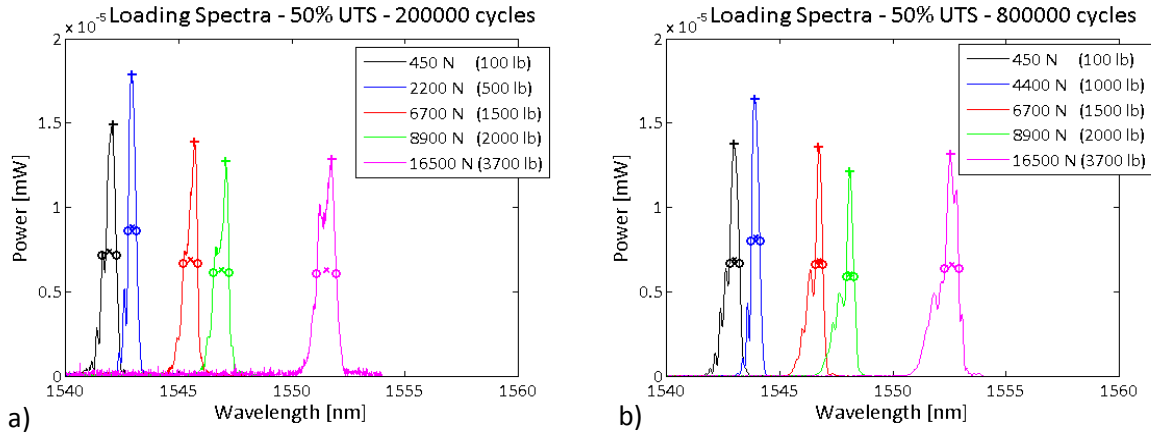 Loading Spectra - 50% UTS - 200000 cycles
× 10⁻⁵
2
1.5
1
0.5
0
Power [mW]
450 N (100 lb)
2200 N (500 lb)
6700 N (1500 lb)
8900 N (2000 lb)
16500 N (3700 lb)
1540
1545
1550
1555
1560
Wavelength [nm]
a)
Loading Spectra - 50% UTS - 800000 cycles
× 10⁻⁵
2
1.5
1
0.5
0
Power [mW]
450 N (100 lb)
4400 N (1000 lb)
6700 N (1500 lb)
8900 N (2000 lb)
16500 N (3700 lb)
1540
1545
1550
1555
1560
Wavelength [nm]
b)